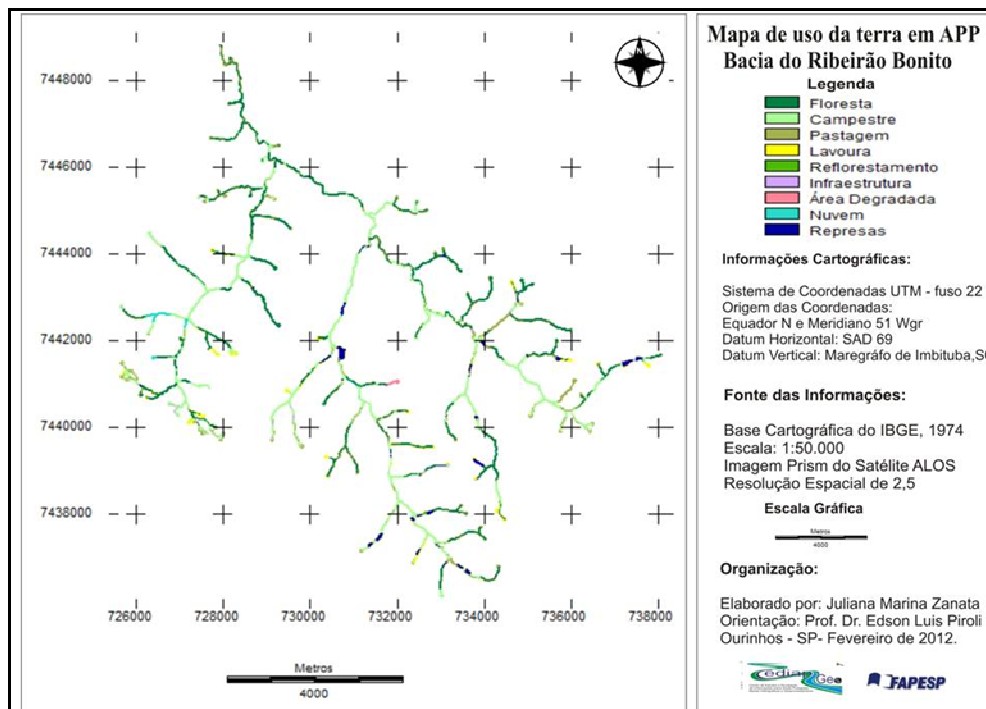 Mapa de uso da terra em APP
Bacia do Ribeirão Bonito
Legenda
Floresta
Campestre
Pastagem
Lavoura
Reflorestamento
Infraestrutura
Área Degradada
Nuvem
Represas
Informações Cartográficas:
Sistema de Coordenadas UTM - fuso 22
Origem das Coordenadas:
Equador N e Meridiano 51 Wgr
Datum Horizontal: SAD 69
Datum Vertical: Maregráfo de Imbituba,S
Fonte das Informações:
Base Cartográfica do IBGE, 1974
Escala: 1:50.000
Imagem Prism do Satélite ALOS
Resolução Espacial de 2,5
Escala Gráfica
Metros
4000
Organização:
Elaborado por: Juliana Marina Zanata
Orientação: Prof. Dr. Edson Luís Piroli
Ourinhos - SP- Fevereiro de 2012.
FAPESP
7448000
7446000
7444000
7442000
7440000
7438000
726000 728000 730000 732000 734000 736000 738000
Metros
4000